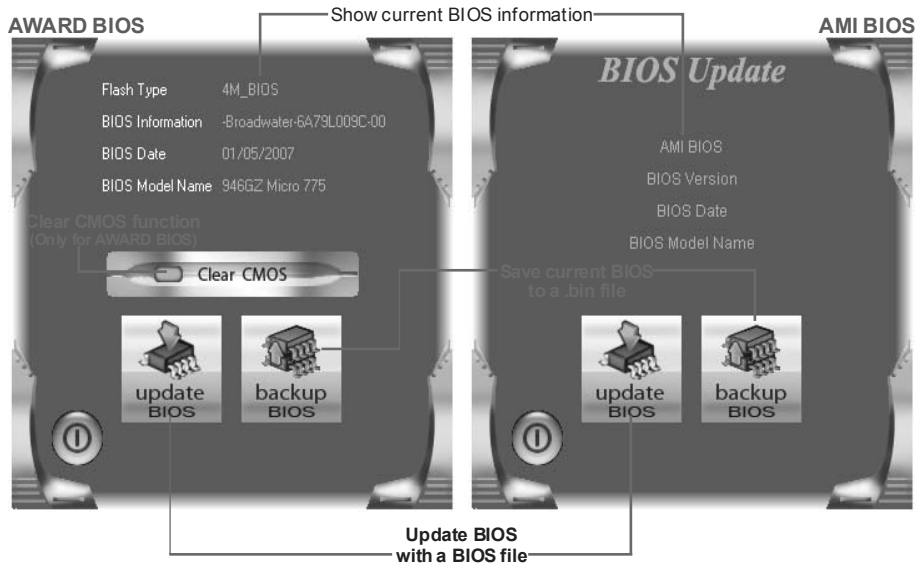 Show current BIOS information
AWARD BIOS
AMI BIOS
Flash Type 4M_BIOS
BIOS Information -Broadwater-6A79L009C-00
BIOS Date 01/05/2007
BIOS Model Name 946GZ Micro 775
Clear CMOS function
(Only for AWARD BIOS)
Clear CMOS
update
BIOS
backup
BIOS
BIOS Update
AMI BIOS
BIOS Version
BIOS Date
BIOS Model Name
Save current BIOS
to a .bin file
update
BIOS
backup
BIOS
Update BIOS
with a BIOS file